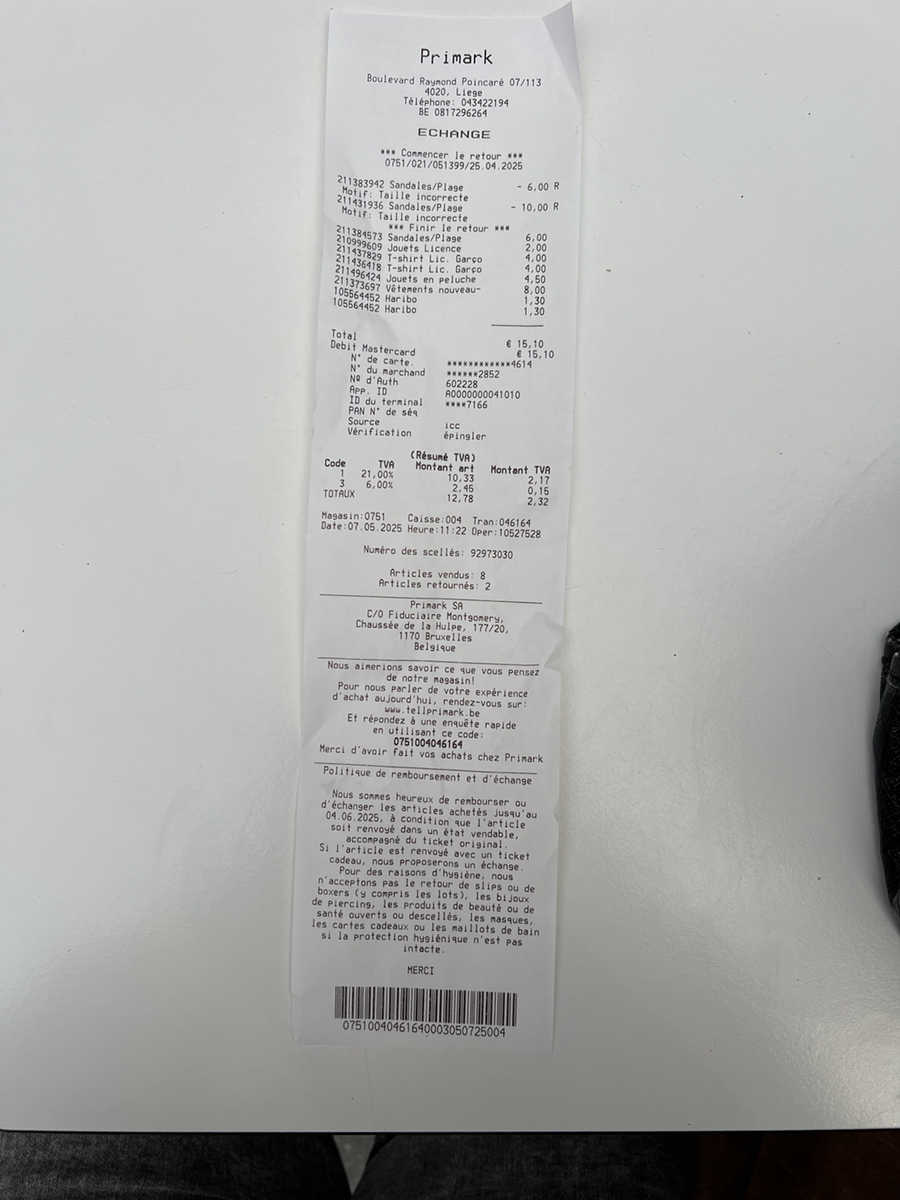 Primark
Boulevard Raymond Poincaré 07/113
4020, Liege
Téléphone: 043422194
BE 0817296264
ECHANGE
*** Commencer le retour ***
0751/021/051399/25.04.2025
211383942 Sandales/Plage - 6,00 R
Motif: Taille incorrecte
211431936 Sandales/Plage - 10,00 R
Motif: Taille incorrecte
*** Finir le retour ***
211384573 Sandales/Plage 6,00
210999609 Jouets Licence 2,00
211437829 T-shirt Lic. Garço 4,00
211436418 T-shirt Lic. Garço 4,00
211496424 Jouets en peluche 4,50
211373697 Vêtements nouveau- 8,00
105564452 Haribo 1,30
105564452 Haribo 1,30
Total € 15,10
Debit Mastercard € 15,10
N° de carte. ************4614
N° du marchand ******2852
Nº d'Auth 602228
App. ID A0000000041010
ID du terminal ****7166
PAN N° de séq
Source icc
Vérification épingler
(Résumé TVA)
Code TVA Montant art Montant TVA
1 21,00% 10,33 2,17
3 6,00% 2,45 0,15
TOTAUX 12,78 2,32
Magasin:0751 Caisse:004 Tran:046164
Date:07.05.2025 Heure:11:22 Oper:10527528
Numéro des scellés: 92973030
Articles vendus: 8
Articles retournés: 2
Primark SA
C/O Fiduciaire Montgomery,
Chaussée de la Hulpe, 177/20,
1170 Bruxelles
Belgique
Nous aimerions savoir ce que vous pensez
de notre magasin!
Pour nous parler de votre expérience
d'achat aujourd'hui, rendez-vous sur:
www.tellprimark.be
Et répondez à une enquête rapide
en utilisant ce code:
0751004046164
Merci d'avoir fait vos achats chez Primark
Politique de remboursement et d'échange
Nous sommes heureux de rembourser ou
d'échanger les articles achetés jusqu'au
04.06.2025, à condition que l'article
soit renvoyé dans un état vendable,
accompagné du ticket original.
Si l'article est renvoyé avec un ticket
cadeau, nous proposerons un échange.
Pour des raisons d'hygiène, nous
n'acceptons pas le retour de slips ou de
boxers (y compris les lots), les bijoux
de piercing, les produits de beauté ou de
santé ouverts ou descellés, les masques,
les cartes cadeaux ou les maillots de bain
si la protection hygiénique n'est pas
intacte.
MERCI
07510040461640003050725004